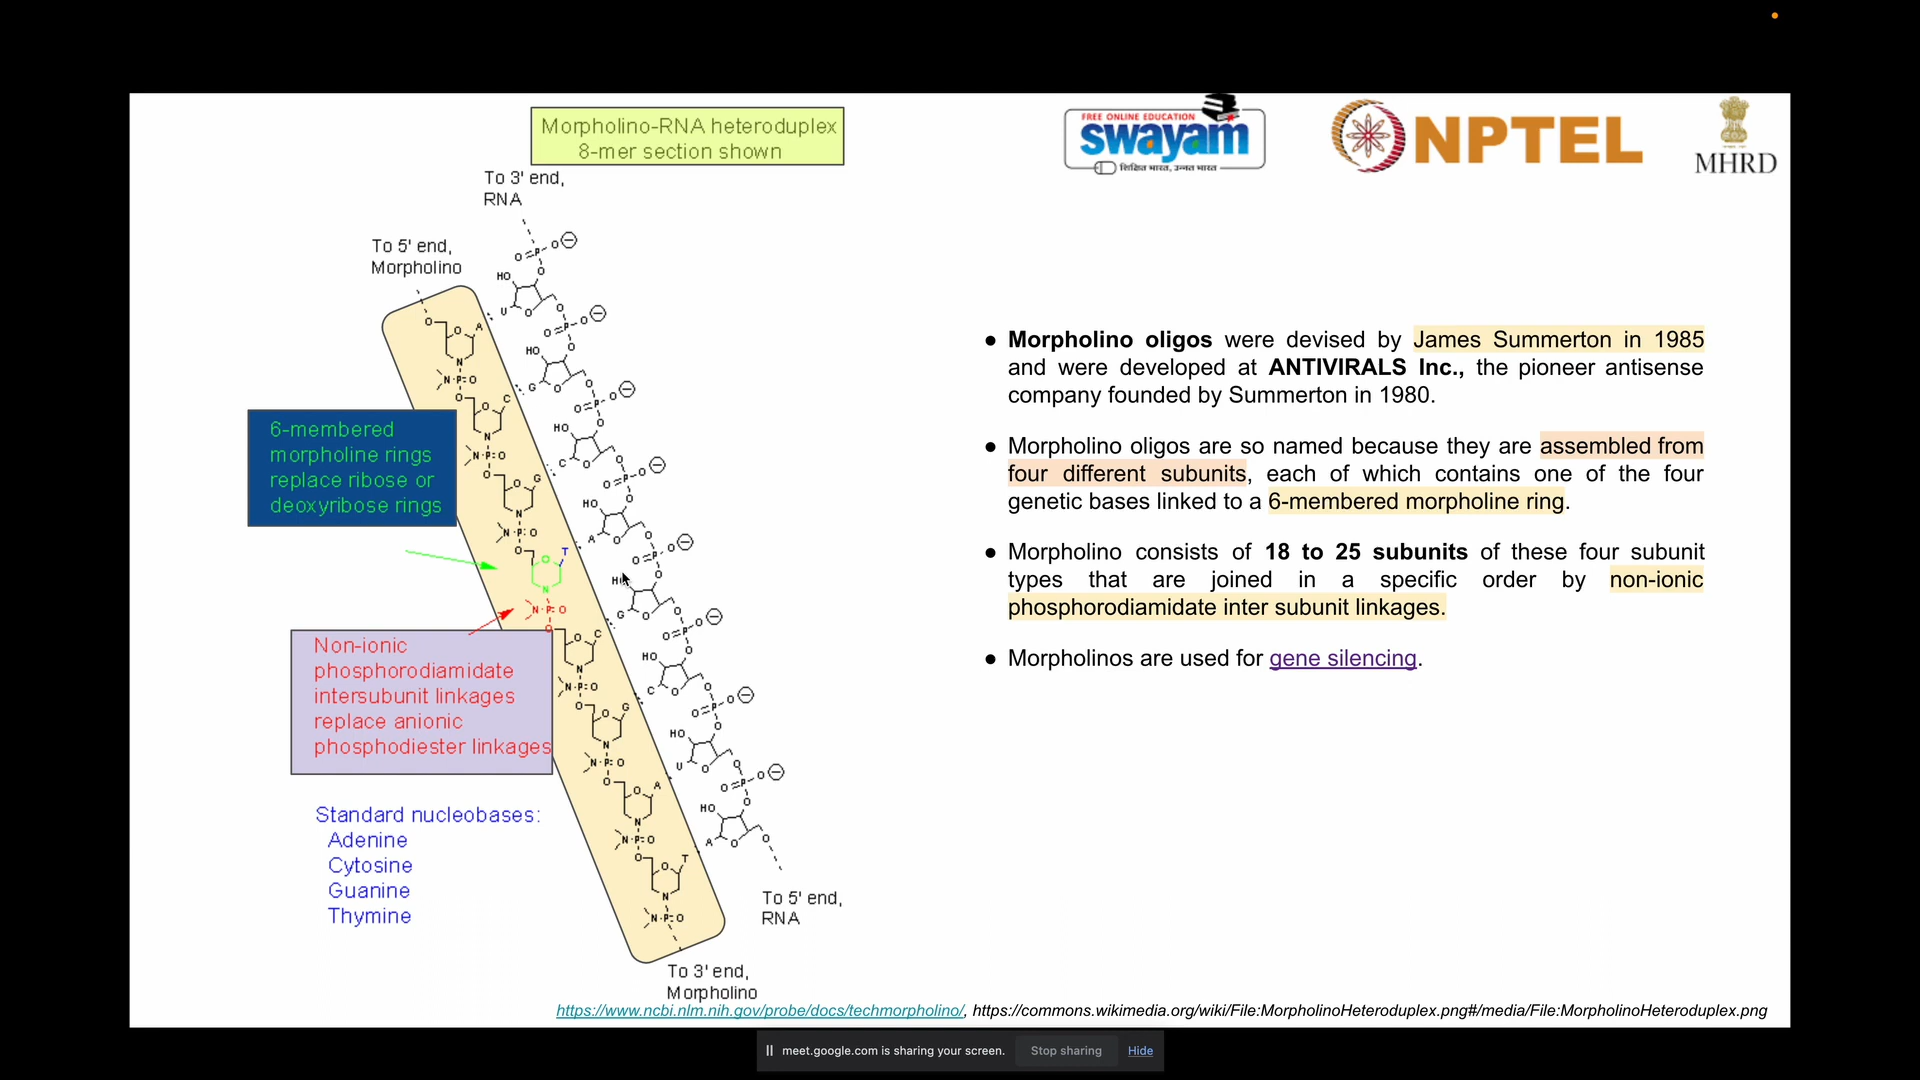 Morpholino-RNA heteroduplex
8-mer section shown
FREE ONLINE EDUCATION
swayam
शिक्षित भारत, उन्नत भारत
NPTEL
MHRD
To 3' end,
RNA
To 5' end,
Morpholino
6-membered
morpholine rings
replace ribose or
deoxyribose rings
Non-ionic
phosphorodiamidate
intersubunit linkages
replace anionic
phosphodiester linkages
Standard nucleobases:
Adenine
Cytosine
Guanine
Thymine
To 5' end,
RNA
To 3' end,
Morpholino
● Morpholino oligos were devised by James Summerton in 1985
and were developed at ANTIVIRALS Inc., the pioneer antisense
company founded by Summerton in 1980.
● Morpholino oligos are so named because they are assembled from
four different subunits, each of which contains one of the four
genetic bases linked to a 6-membered morpholine ring.
● Morpholino consists of 18 to 25 subunits of these four subunit
types that are joined in a specific order by non-ionic
phosphorodiamidate inter subunit linkages.
● Morpholinos are used for gene silencing.
https://www.ncbi.nlm.nih.gov/probe/docs/techmorpholino/, https://commons.wikimedia.org/wiki/File:MorpholinoHeteroduplex.png#/media/File:MorpholinoHeteroduplex.png
meet.google.com is sharing your screen. Stop sharing Hide